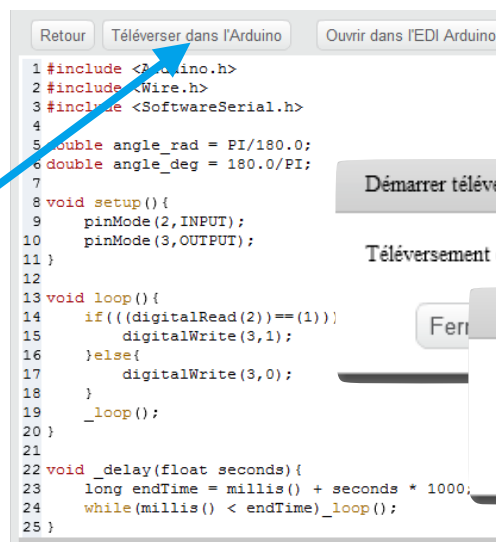 Retour Téléverser dans l'Arduino Ouvrir dans l'EDI Arduino
1 #include <Arduino.h>
2 #include <Wire.h>
3 #include <SoftwareSerial.h>
4
5 double angle_rad = PI/180.0;
6 double angle_deg = 180.0/PI;
7
8 void setup(){
9 pinMode(2,INPUT);
10 pinMode(3,OUTPUT);
11 }
12
13 void loop(){
14 if(((digitalRead(2))==(1)))
15 digitalWrite(3,1);
16 }else{
17 digitalWrite(3,0);
18 }
19 _loop();
20 }
21
22 void _delay(float seconds){
23 long endTime = millis() + seconds * 1000;
24 while(millis() < endTime)_loop();
25 }
Démarrer téléve
Téléversement
Fer